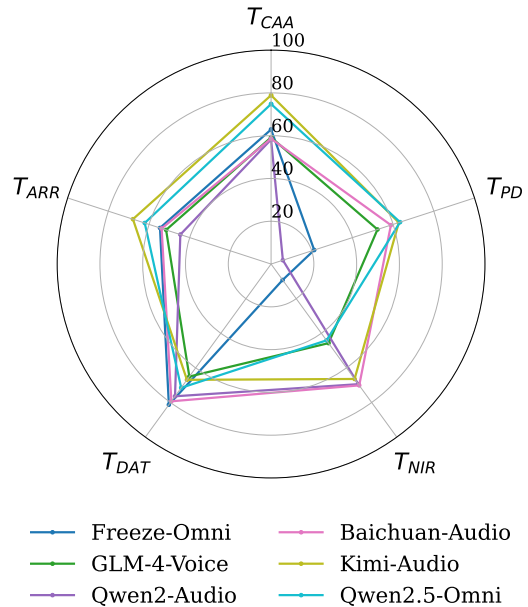 T_CAA
100
80
60
40
20
T_ARR
T_PD
T_DAT
T_NIR
Freeze-Omni
Baichuan-Audio
GLM-4-Voice
Kimi-Audio
Qwen2-Audio
Qwen2.5-Omni